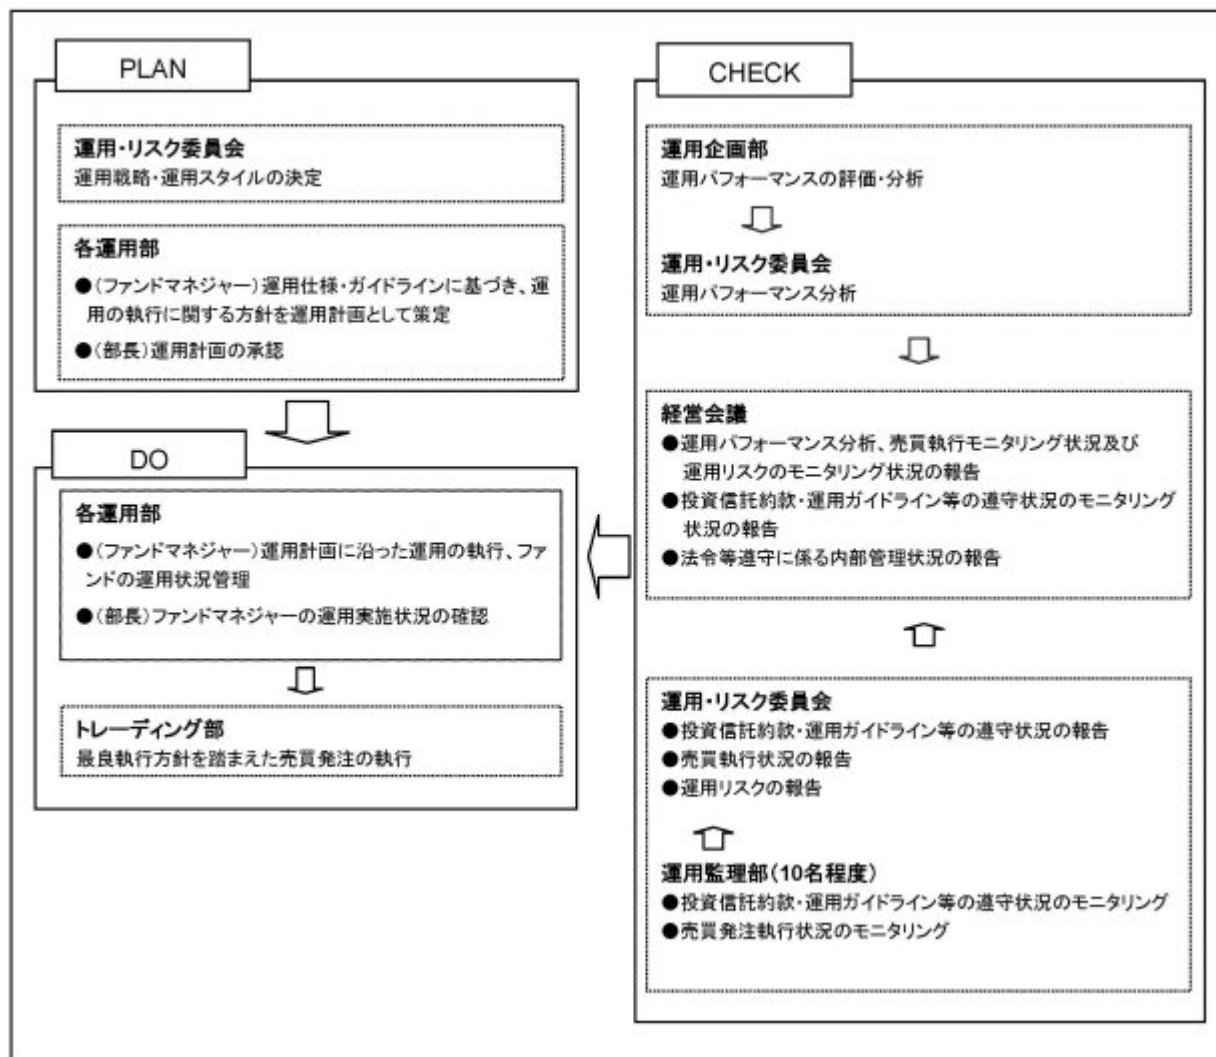 PLAN
運用・リスク委員会
運用戦略・運用スタイルの決定
各運用部
●(ファンドマネジャー)運用仕様・ガイドラインに基づき、運
用の執行に関する方針を運用計画として策定
●(部長)運用計画の承認
DO
各運用部
●(ファンドマネジャー)運用計画に沿った運用の執行、ファ
ンドの運用状況管理
●(部長)ファンドマネジャーの運用実施状況の確認
トレーディング部
最良執行方針を踏まえた売買発注の執行
CHECK
運用企画部
運用パフォーマンスの評価・分析
運用・リスク委員会
運用パフォーマンス分析
経営会議
●運用パフォーマンス分析、売買執行モニタリング状況及び
運用リスクのモニタリング状況の報告
●投資信託約款・運用ガイドライン等の遵守状況のモニタリング
状況の報告
●法令等遵守に係る内部管理状況の報告
運用・リスク委員会
●投資信託約款・運用ガイドライン等の遵守状況の報告
●売買執行状況の報告
●運用リスクの報告
運用監理部(10名程度)
●投資信託約款・運用ガイドライン等の遵守状況のモニタリング
●売買発注執行状況のモニタリング